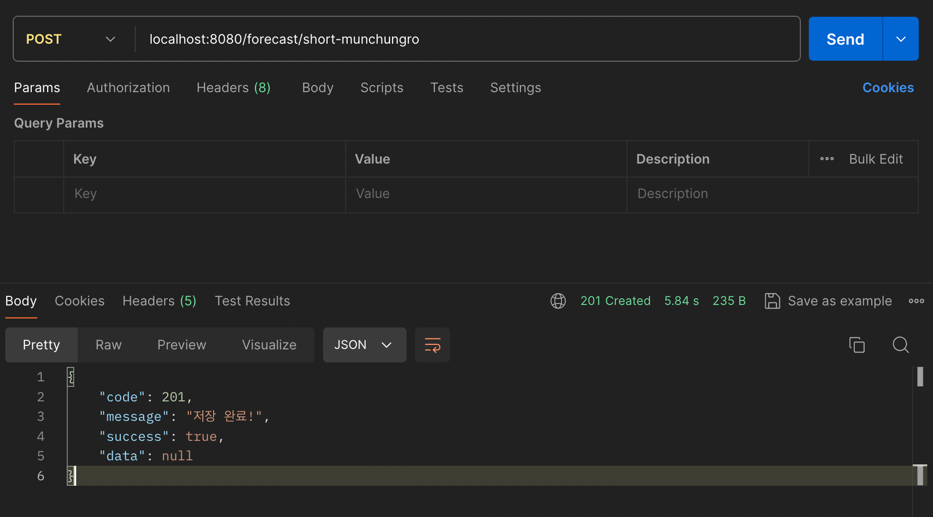 POST localhost:8080/forecast/short-munchungro Send
Params Authorization Headers (8) Body Scripts Tests Settings Cookies
Query Params
Key Value Description ••• Bulk Edit
Key Value Description
Body Cookies Headers (5) Test Results 201 Created 5.84 s 235 B Save as example •••
Pretty Raw Preview Visualize JSON
1 {
2 "code": 201,
3 "message": "저장 완료!",
4 "success": true,
5 "data": null
6 }